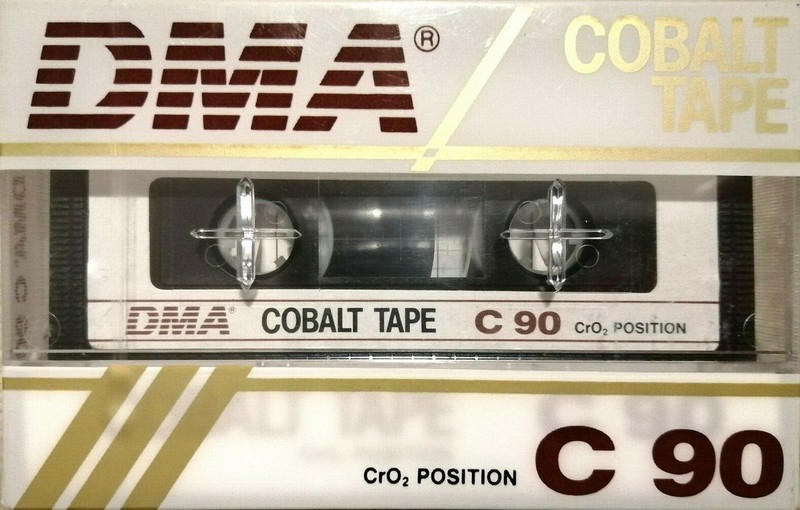 DMA®
COBALT
TAPE
DMA® COBALT TAPE C 90 CrO₂ POSITION
CrO₂ POSITION C 90